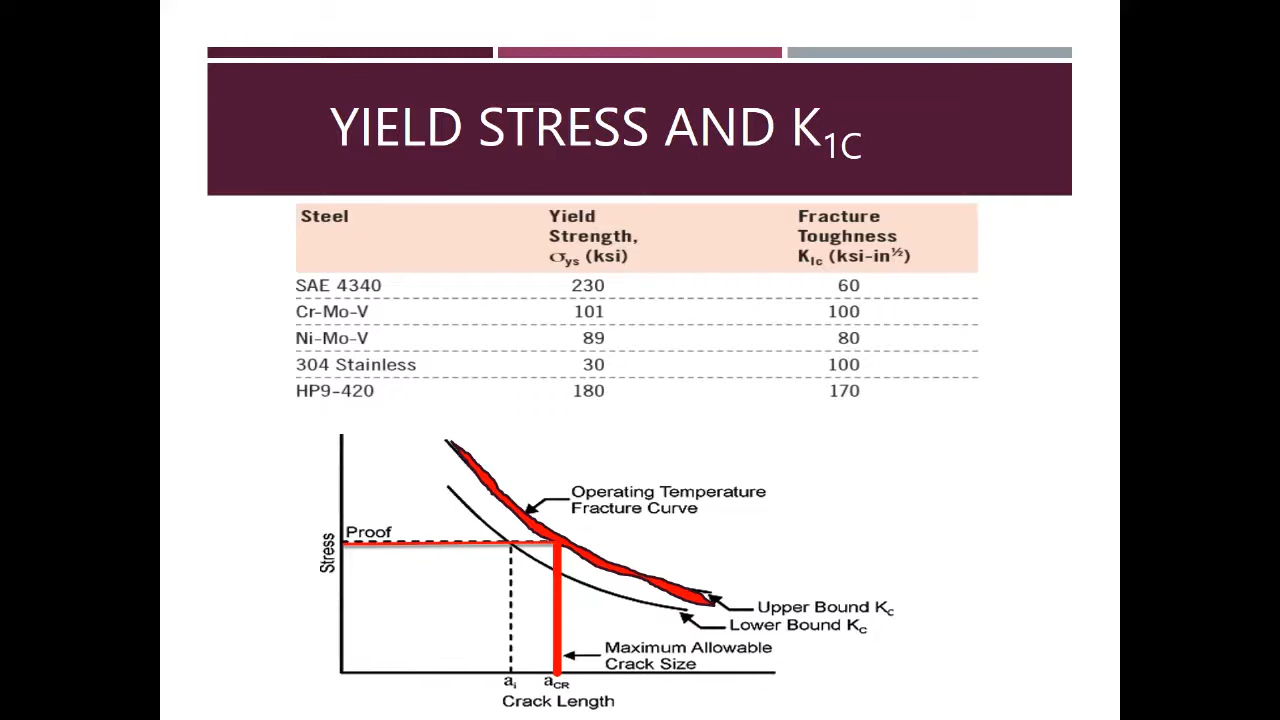 YIELD STRESS AND K1C
Steel Yield Strength, σys (ksi) Fracture Toughness KIc (ksi-in½)
SAE 4340 230 60
Cr-Mo-V 101 100
Ni-Mo-V 89 80
304 Stainless 30 100
HP9-420 180 170
Operating Temperature
Fracture Curve
Proof
Stress
Upper Bound Kc
Lower Bound Kc
Maximum Allowable
Crack Size
ai aCR
Crack Length